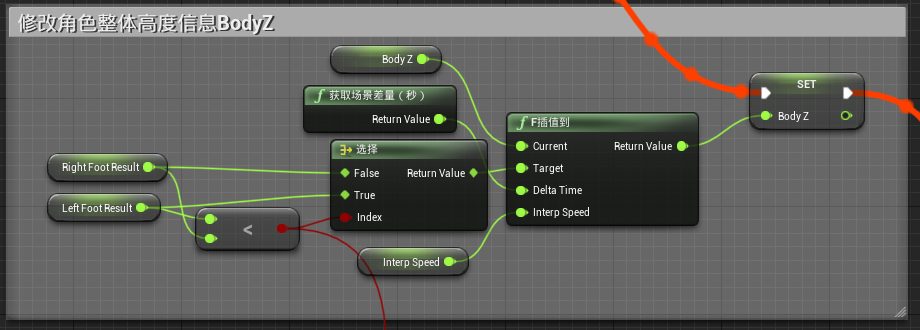 修改角色整体高度信息BodyZ
Body Z
f 获取场景差量（秒）
Return Value
选择
False
Return Value
True
Index
Right Foot Result
Left Foot Result
<
Interp Speed
f F插值到
Current
Return Value
Target
Delta Time
Interp Speed
SET
Body Z